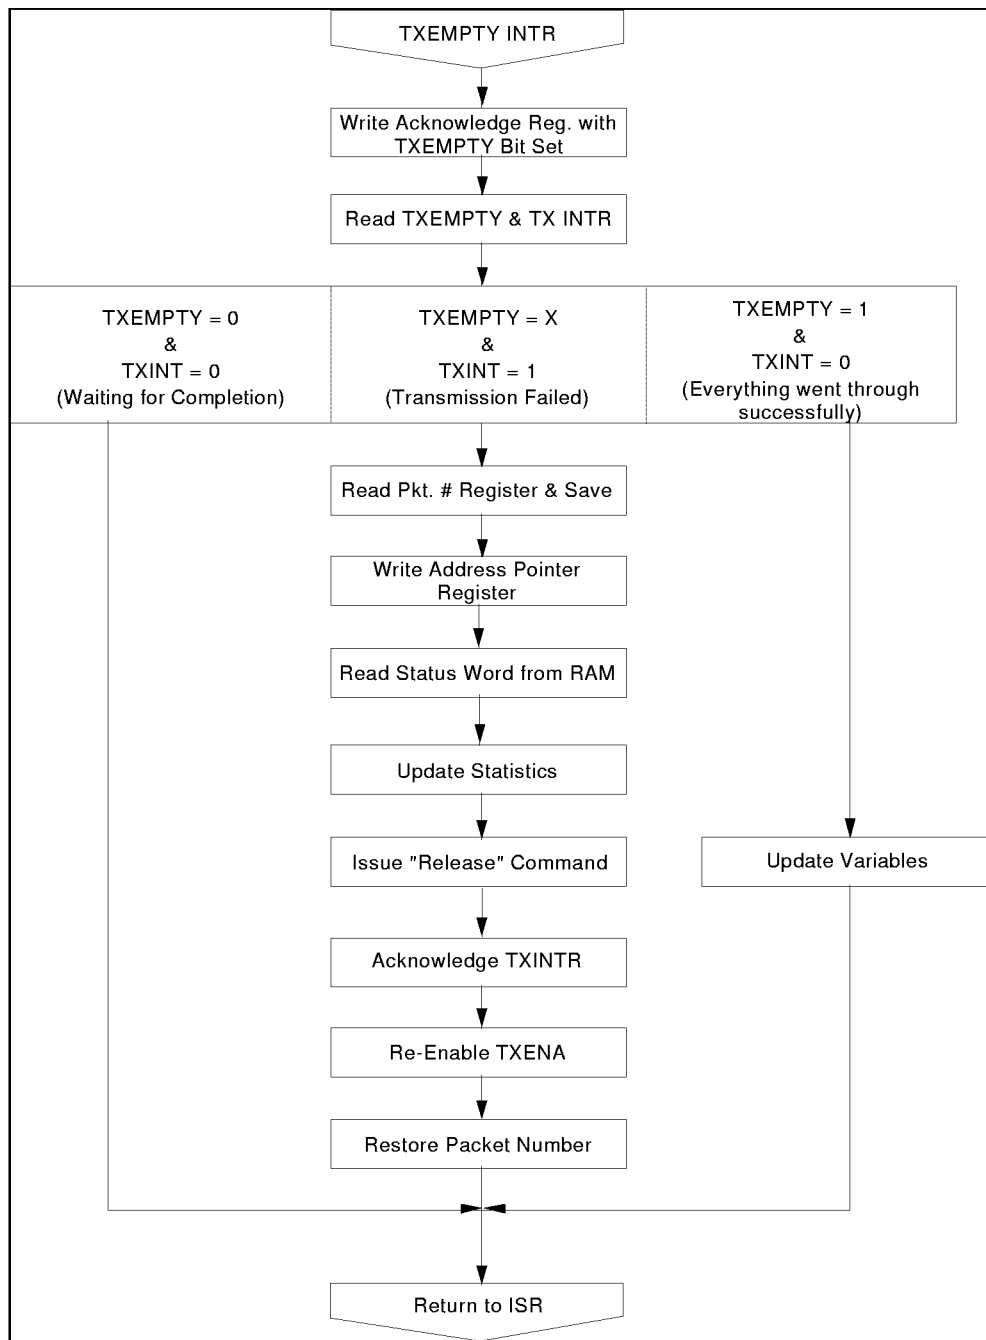 TXEMPTY INTR
Write Acknowledge Reg. with
TXEMPTY Bit Set
Read TXEMPTY & TX INTR
TXEMPTY = 0
&
TXINT = 0
(Waiting for Completion)
TXEMPTY = X
&
TXINT = 1
(Transmission Failed)
TXEMPTY = 1
&
TXINT = 0
(Everything went through
successfully)
Read Pkt. # Register & Save
Write Address Pointer
Register
Read Status Word from RAM
Update Statistics
Issue "Release" Command
Update Variables
Acknowledge TXINTR
Re-Enable TXENA
Restore Packet Number
Return to ISR